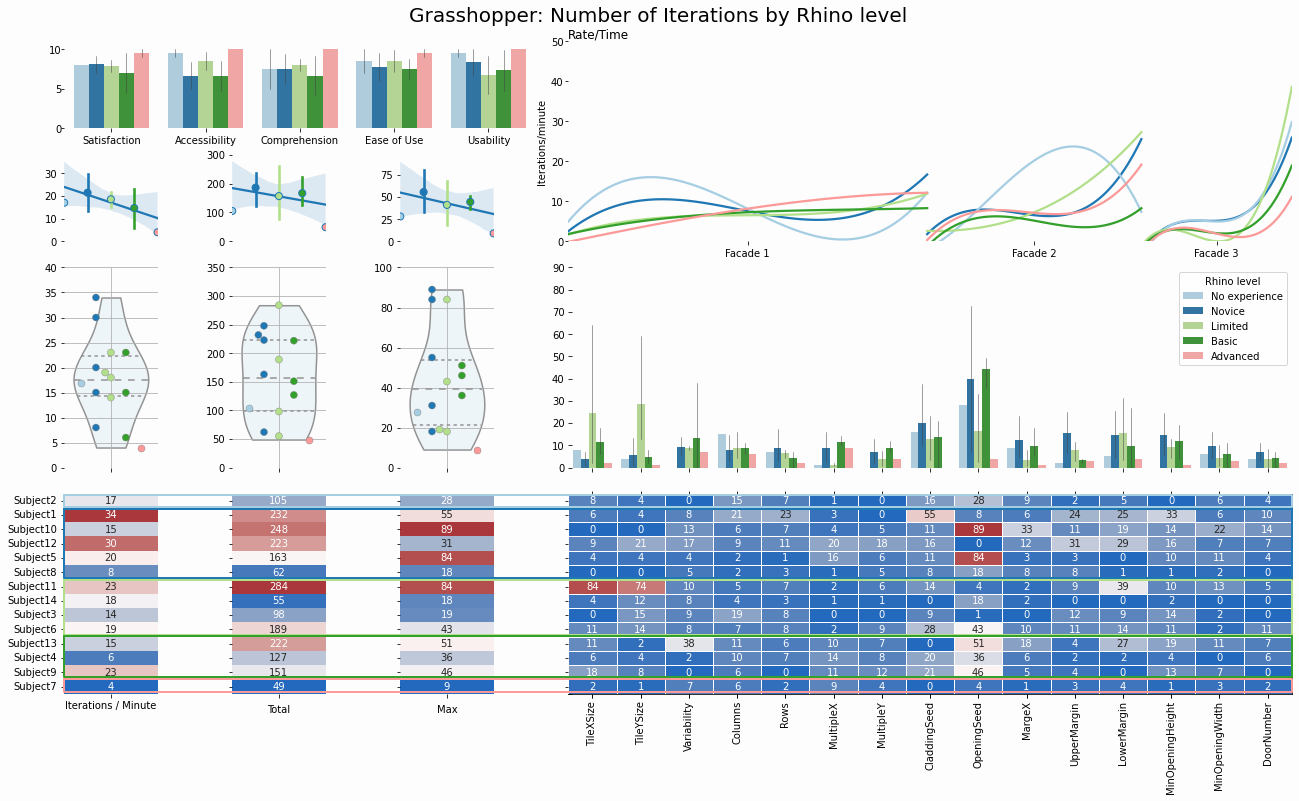 Grasshopper: Number of Iterations by Rhino level
10
5
0
Satisfaction Accessibility Comprehension Ease of Use Usability
Rate/Time
Iterations/minute
50
40
30
20
10
0
Facade 1 Facade 2 Facade 3
30
20
10
0
300
200
100
0
75
50
25
0
40
35
30
25
20
15
10
5
0
350
300
250
200
150
100
50
0
100
80
60
40
20
0
90
80
70
60
50
40
30
20
10
0
Rhino level
No experience
Novice
Limited
Basic
Advanced
Subject2 17 105 28 8 4 0 15 7 1 0 16 28 9 2 5 0 6 4
Subject1 34 232 55 6 4 8 21 23 3 0 55 8 6 24 25 33 6 10
Subject10 15 248 89 0 0 13 6 7 4 5 11 89 33 11 19 14 22 14
Subject12 30 223 31 9 21 17 9 11 20 18 16 0 12 31 29 16 7 7
Subject5 20 163 84 4 4 4 2 1 16 6 11 84 3 3 0 10 11 4
Subject8 8 62 18 0 0 5 2 3 1 5 8 18 8 8 1 1 2 0
Subject11 23 284 84 84 74 10 5 7 2 6 14 4 2 9 39 10 13 5
Subject14 18 55 18 4 12 8 4 3 1 1 0 18 2 0 0 2 0 0
Subject3 14 98 19 0 15 9 19 8 0 0 9 1 0 12 9 14 2 0
Subject6 19 189 43 11 14 8 7 8 2 9 28 43 10 11 14 11 2 11
Subject13 15 222 51 11 2 38 11 6 10 7 0 51 18 4 27 19 11 7
Subject4 6 127 36 6 4 2 10 7 14 8 20 36 6 2 2 4 0 6
Subject9 23 151 46 18 8 0 6 0 11 12 21 46 5 4 0 13 7 0
Subject7 4 49 9 2 1 7 6 2 9 4 0 4 1 3 4 1 3 2
Iterations / Minute Total Max
TileXSize
TileYSize
Variability
Columns
Rows
MultipleX
MultipleY
CladdingSeed
OpeningSeed
MargeX
UpperMargin
LowerMargin
MinOpeningHeight
MinOpeningWidth
DoorNumber